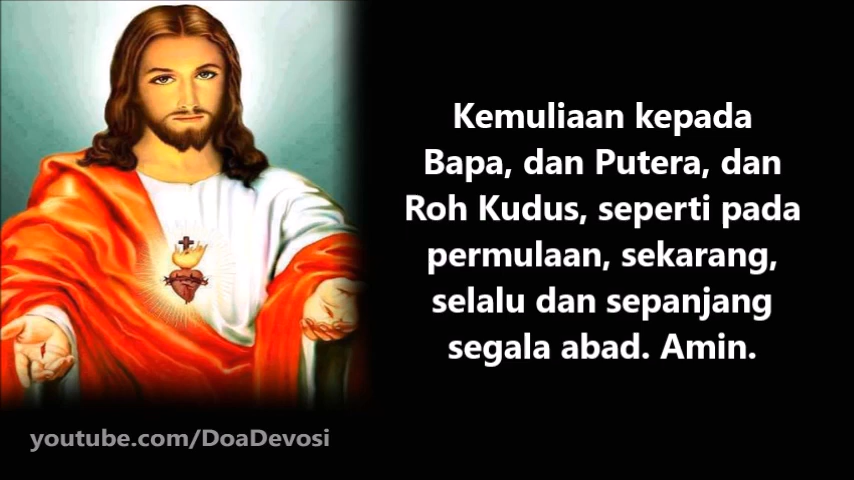 Kemuliaan kepada
Bapa, dan Putera, dan
Roh Kudus, seperti pada
permulaan, sekarang,
selalu dan sepanjang
segala abad. Amin.
youtube.com/DoaDevosi